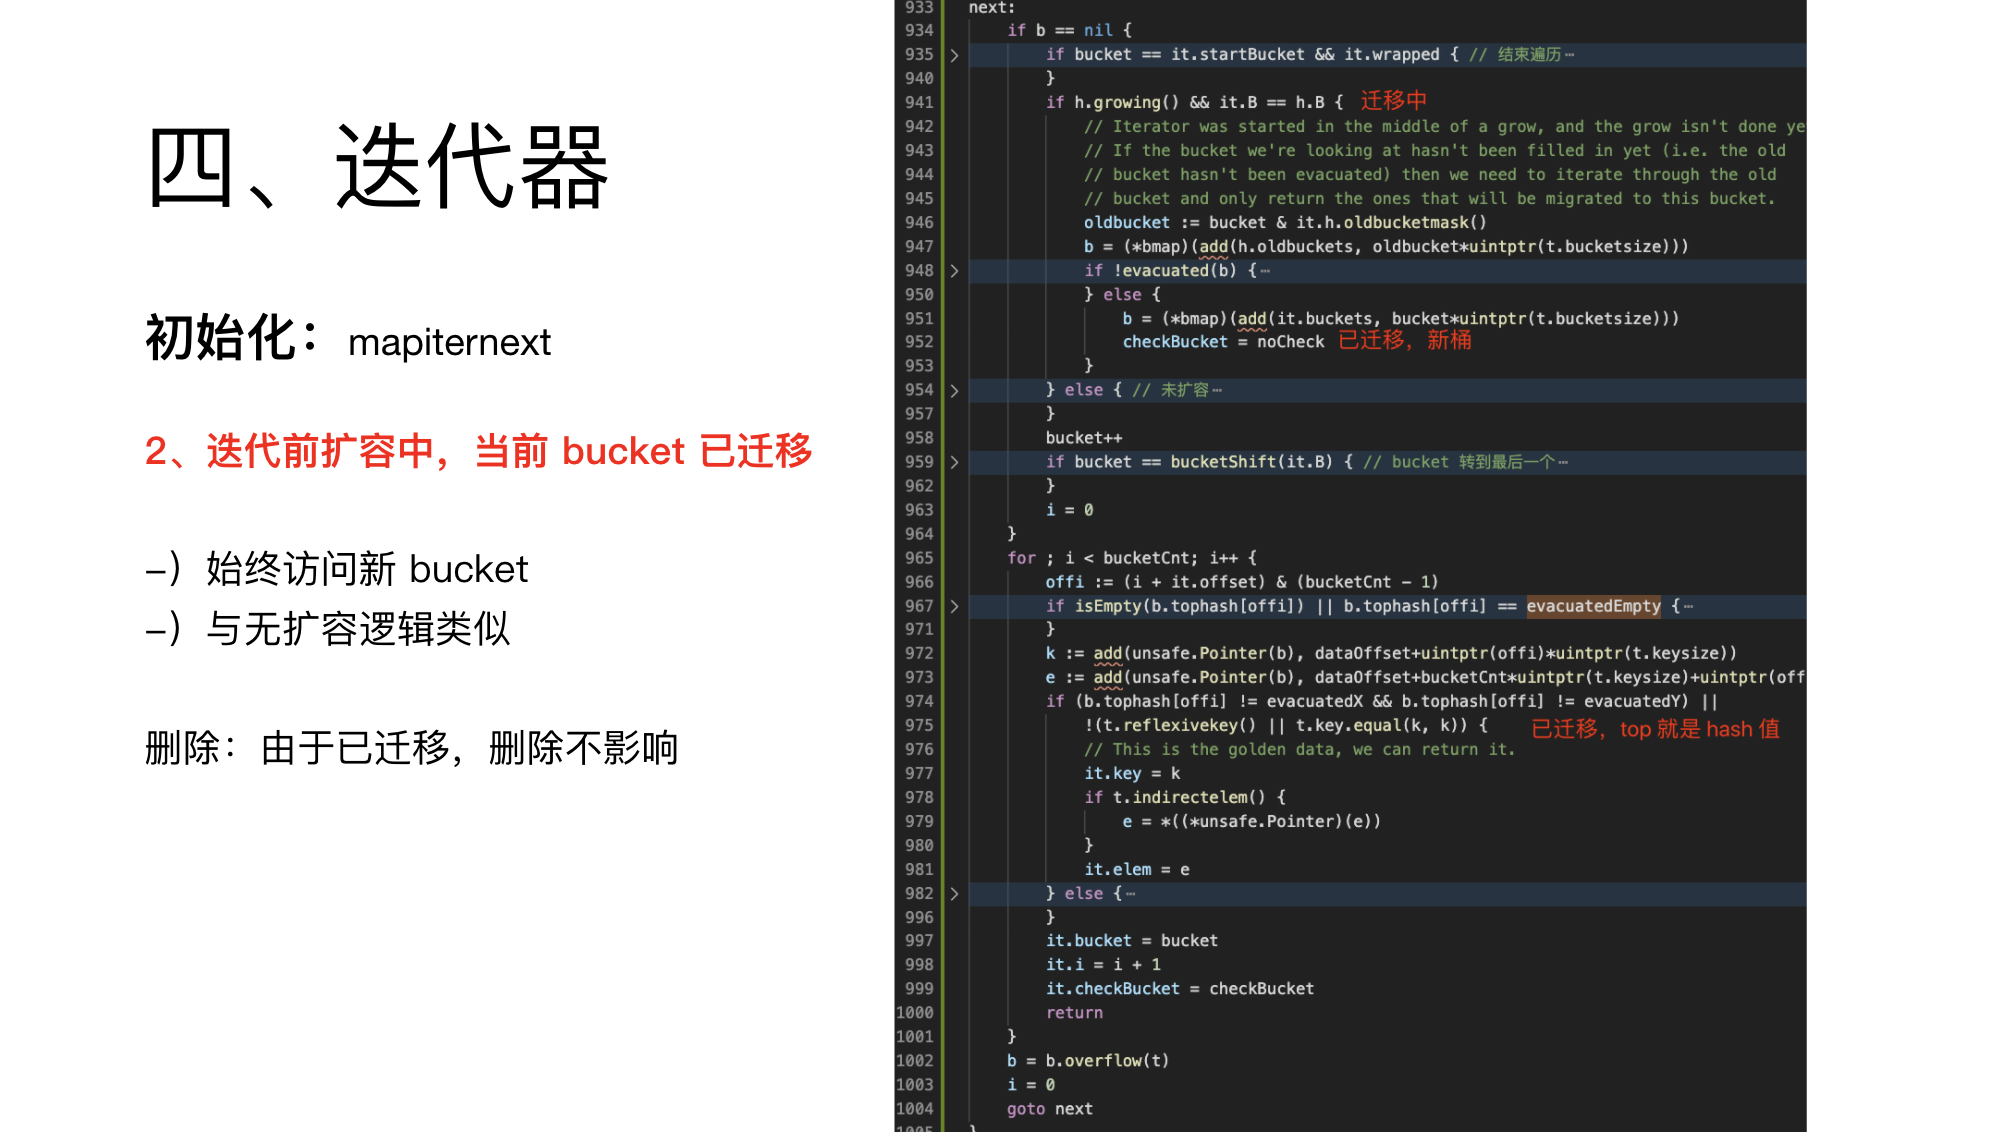 四、迭代器
初始化：mapiternext
2、迭代前扩容中，当前 bucket 已迁移
-）始终访问新 bucket
-）与无扩容逻辑类似
删除：由于已迁移，删除不影响
933 next:
934 if b == nil {
935 if bucket == it.startBucket && it.wrapped { // 结束遍历…
940 }
941 if h.growing() && it.B == h.B { 迁移中
942 // Iterator was started in the middle of a grow, and the grow isn't done ye
943 // If the bucket we're looking at hasn't been filled in yet (i.e. the old
944 // bucket hasn't been evacuated) then we need to iterate through the old
945 // bucket and only return the ones that will be migrated to this bucket.
946 oldbucket := bucket & it.h.oldbucketmask()
947 b = (*bmap)(add(h.oldbuckets, oldbucket*uintptr(t.bucketsize)))
948 if !evacuated(b) {…
950 } else {
951 b = (*bmap)(add(it.buckets, bucket*uintptr(t.bucketsize)))
952 checkBucket = noCheck 已迁移，新桶
953 }
954 } else { // 未扩容…
957 }
958 bucket++
959 if bucket == bucketShift(it.B) { // bucket 转到最后一个…
962 }
963 i = 0
964 }
965 for ; i < bucketCnt; i++ {
966 offi := (i + it.offset) & (bucketCnt - 1)
967 if isEmpty(b.tophash[offi]) || b.tophash[offi] == evacuatedEmpty {…
971 }
972 k := add(unsafe.Pointer(b), dataOffset+uintptr(offi)*uintptr(t.keysize))
973 e := add(unsafe.Pointer(b), dataOffset+bucketCnt*uintptr(t.keysize)+uintptr(off
974 if (b.tophash[offi] != evacuatedX && b.tophash[offi] != evacuatedY) ||
975 !(t.reflexivekey() || t.key.equal(k, k)) { 已迁移，top 就是 hash 值
976 // This is the golden data, we can return it.
977 it.key = k
978 if t.indirectelem() {
979 e = *((*unsafe.Pointer)(e))
980 }
981 it.elem = e
982 } else {…
996 }
997 it.bucket = bucket
998 it.i = i + 1
999 it.checkBucket = checkBucket
1000 return
1001 }
1002 b = b.overflow(t)
1003 i = 0
1004 goto next
1005 }